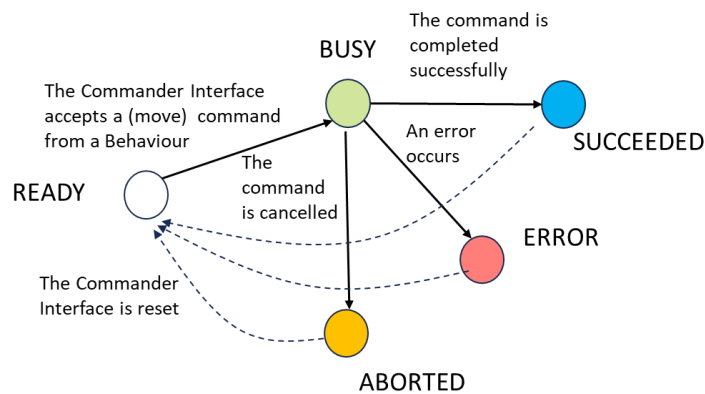 The command is
completed
successfully
BUSY
The Commander Interface
accepts a (move) command
from a Behaviour
An error
occurs
SUCCEEDED
The
command
is cancelled
READY
ERROR
The Commander
Interface is reset
ABORTED